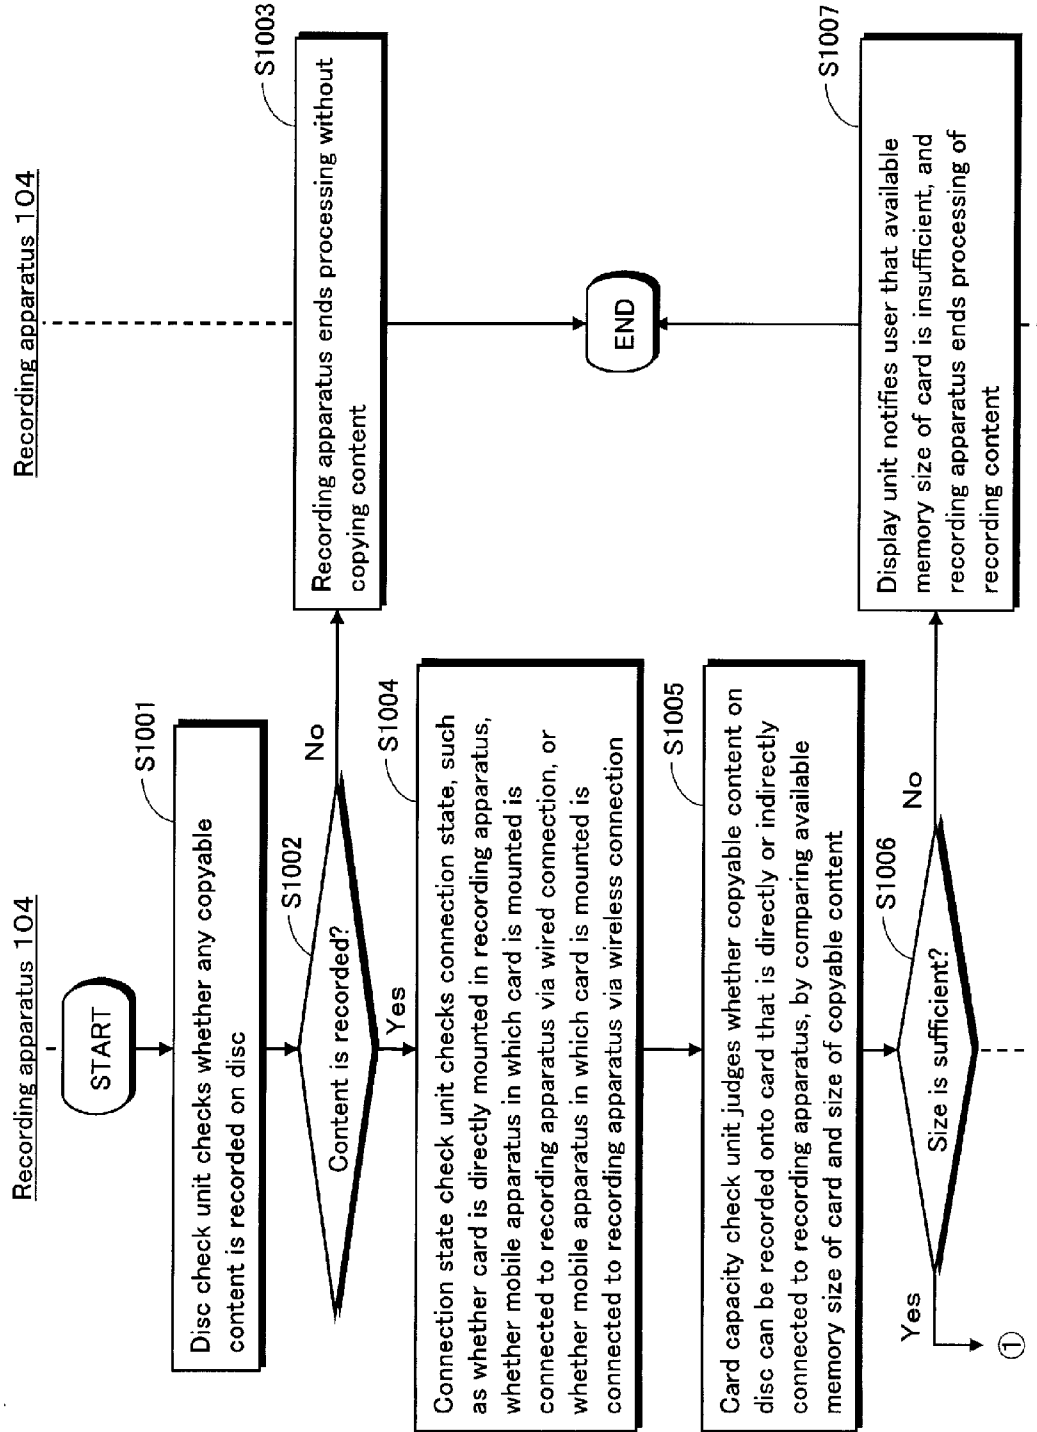 Recording apparatus 104
Recording apparatus 104
START
S1001
Disc check unit checks whether any copyable
content is recorded on disc
S1002
Content is recorded?
No
Yes
S1003
Recording apparatus ends processing without
copying content
S1004
Connection state check unit checks connection state, such
as whether card is directly mounted in recording apparatus,
whether mobile apparatus in which card is mounted is
connected to recording apparatus via wired connection, or
whether mobile apparatus in which card is mounted is
connected to recording apparatus via wireless connection
END
S1005
Card capacity check unit judges whether copyable content on
disc can be recorded onto card that is directly or indirectly
connected to recording apparatus, by comparing available
memory size of card and size of copyable content
S1006
Size is sufficient?
No
Yes
①
S1007
Display unit notifies user that available
memory size of card is insufficient, and
recording apparatus ends processing of
recording content